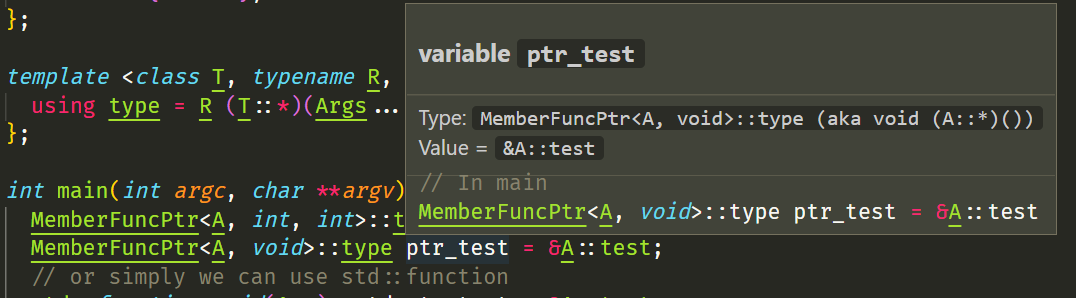 };
template <class T, typename R,
using type = R (T::*)(Args...
};
int main(int argc, char **argv)
MemberFuncPtr<A, int, int>::t
MemberFuncPtr<A, void>::type ptr_test = &A::test;
// or simply we can use std::function
variable ptr_test
Type: MemberFuncPtr<A, void>::type (aka void (A::*)())
Value = &A::test
// In main
MemberFuncPtr<A, void>::type ptr_test = &A::test